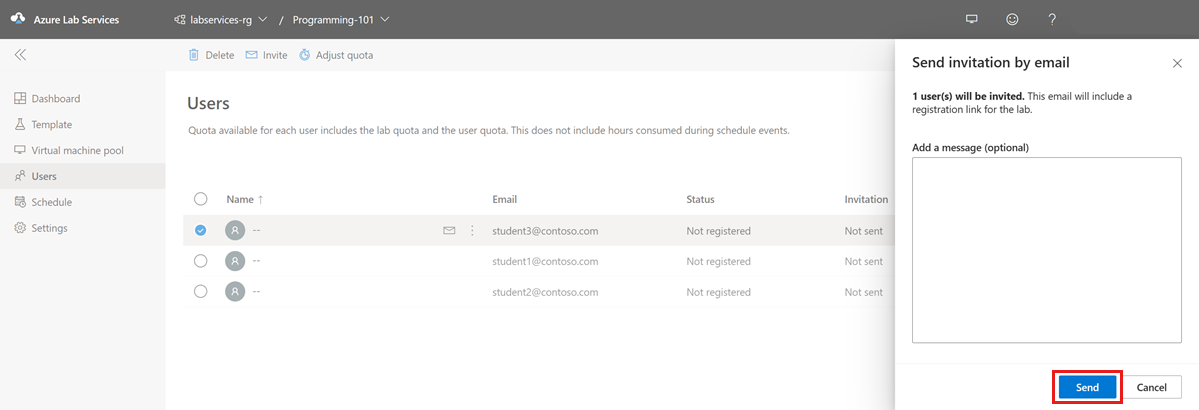 Azure Lab Services
labservices-rg / Programming-101
?
Delete Invite Adjust quota
Dashboard
Template
Virtual machine pool
Users
Schedule
Settings
Users
Quota available for each user includes the lab quota and the user quota. This does not include hours consumed during schedule events.
Name ↑ Email Status Invitation
-- student3@contoso.com Not registered Not sent
-- student1@contoso.com Not registered Not sent
-- student2@contoso.com Not registered Not sent
Send invitation by email
1 user(s) will be invited. This email will include a
registration link for the lab.
Add a message (optional)
Send Cancel